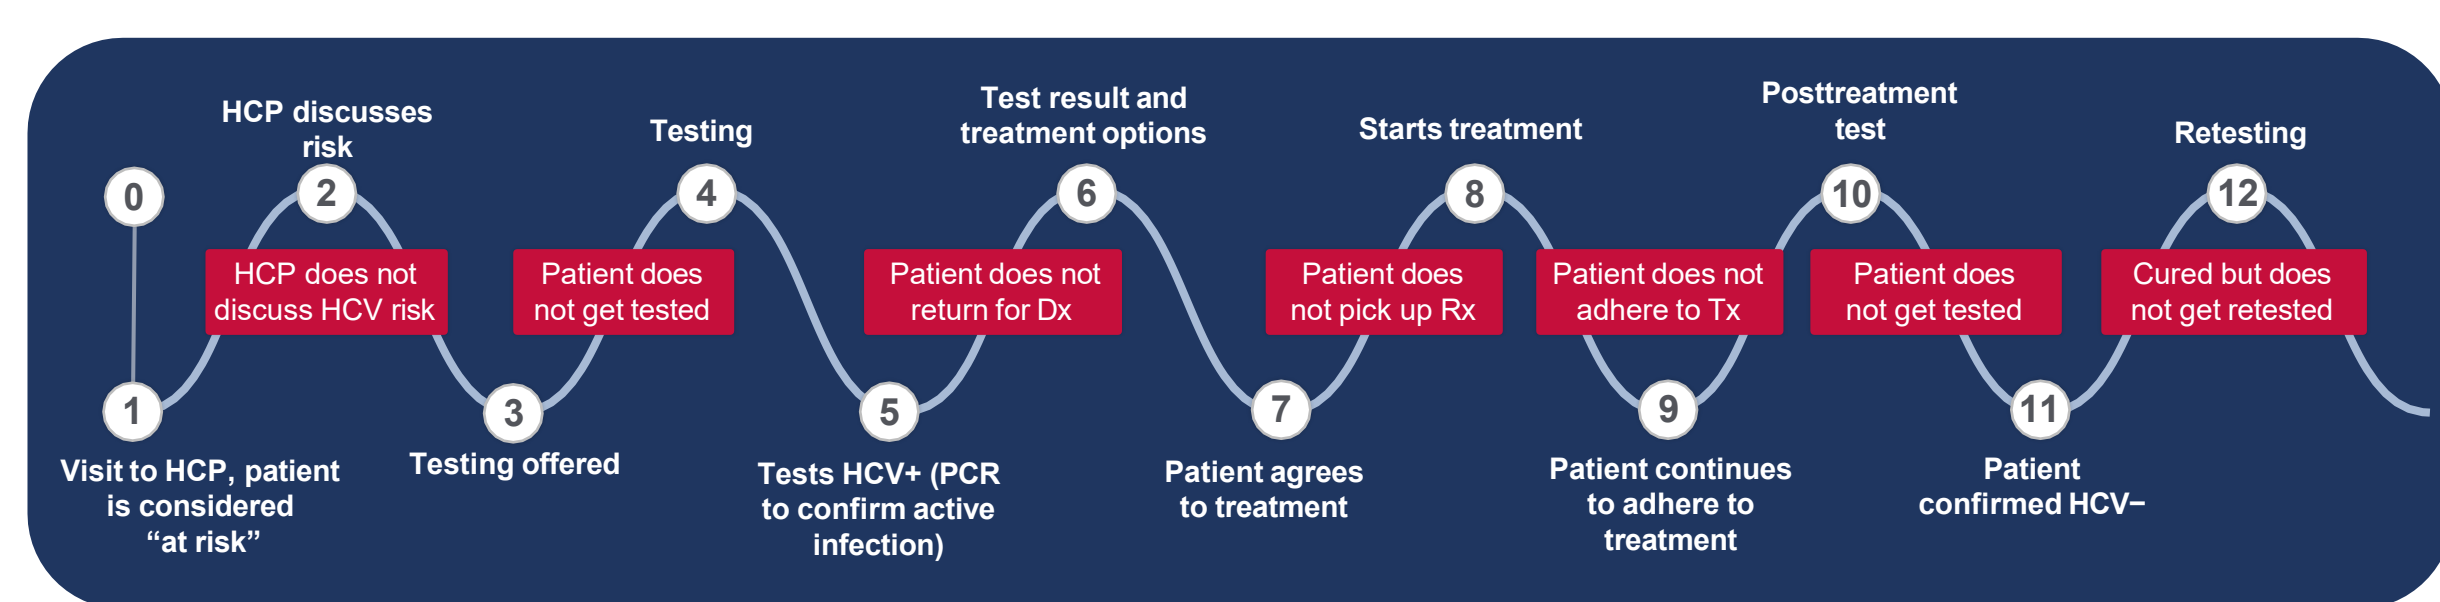 0
1
Visit to HCP, patient
is considered
“at risk”
HCP discusses
risk
2
HCP does not
discuss HCV risk
3
Testing offered
Patient does
not get tested
Testing
4
5
Tests HCV+ (PCR
to confirm active
infection)
Patient does not
return for Dx
Test result and
treatment options
6
7
Patient agrees
to treatment
Patient does
not pick up Rx
Starts treatment
8
Patient does not
adhere to Tx
9
Patient continues
to adhere to
treatment
Posttreatment
test
10
Patient does
not get tested
11
Patient
confirmed HCV−
Retesting
12
Cured but does
not get retested